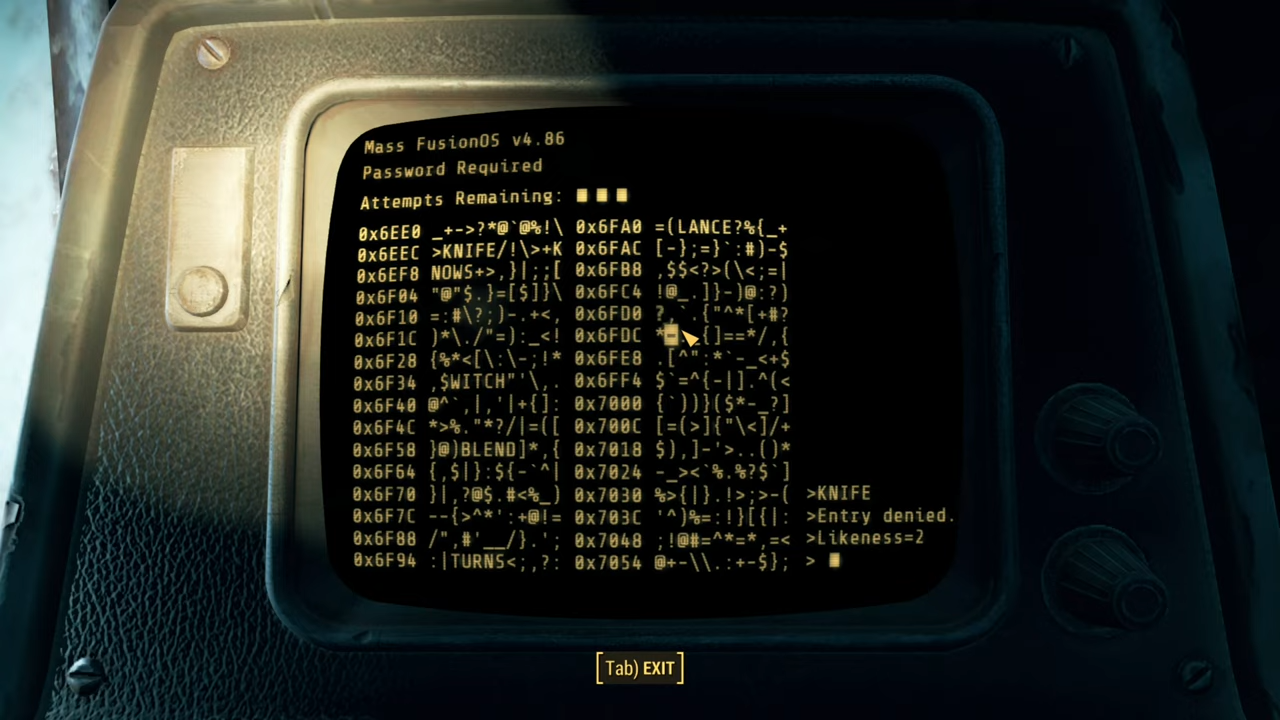 Mass FusionOS v4.86
Password Required
Attempts Remaining: ■ ■ ■
0x6EE0 _+->?*@`@%!\ 0x6FA0 =(LANCE?%{_+
0x6EEC >KNIFE/!\>+K 0x6FAC [-};=}`:#)-$
0x6EF8 NOWS+>,}|;;[ 0x6FB8 ,$$<?>(\<;=|
0x6F04 "@"$.}=[$]}\ 0x6FC4 !@_.]}-)@:?)
0x6F10 =:#\?;)-.+<, 0x6FD0 ?,`.{"^*[+#?
0x6F1C )*\./"=):_<! 0x6FDC *- {]==*/,{
0x6F28 {%*<[\:\-;!* 0x6FE8 .[^":*`-_<+$
0x6F34 ,$WITCH"'\,. 0x6FF4 $`=^{-|].^(<
0x6F40 @^`,|,'|+{]: 0x7000 {`))}($*-_?]
0x6F4C *>%."*?/|=([ 0x700C [=(>]{"\<]/+
0x6F58 }@)BLEND]*,{ 0x7018 $),]-'>..()*
0x6F64 {,$|}:${-`^| 0x7024 -_><`%.%?$`]
0x6F70 }|,?@$.#<%_) 0x7030 %>{|}.!>;>-( >KNIFE
0x6F7C --{>^*':+@!= 0x703C '^)%=:!}[{|: >Entry denied.
0x6F88 /",#'__/}.'; 0x7048 ;!@#=^*=*,=< >Likeness=2
0x6F94 :|TURNS<;,?: 0x7054 @+-\\.:+-$}; > ■
Tab) EXIT